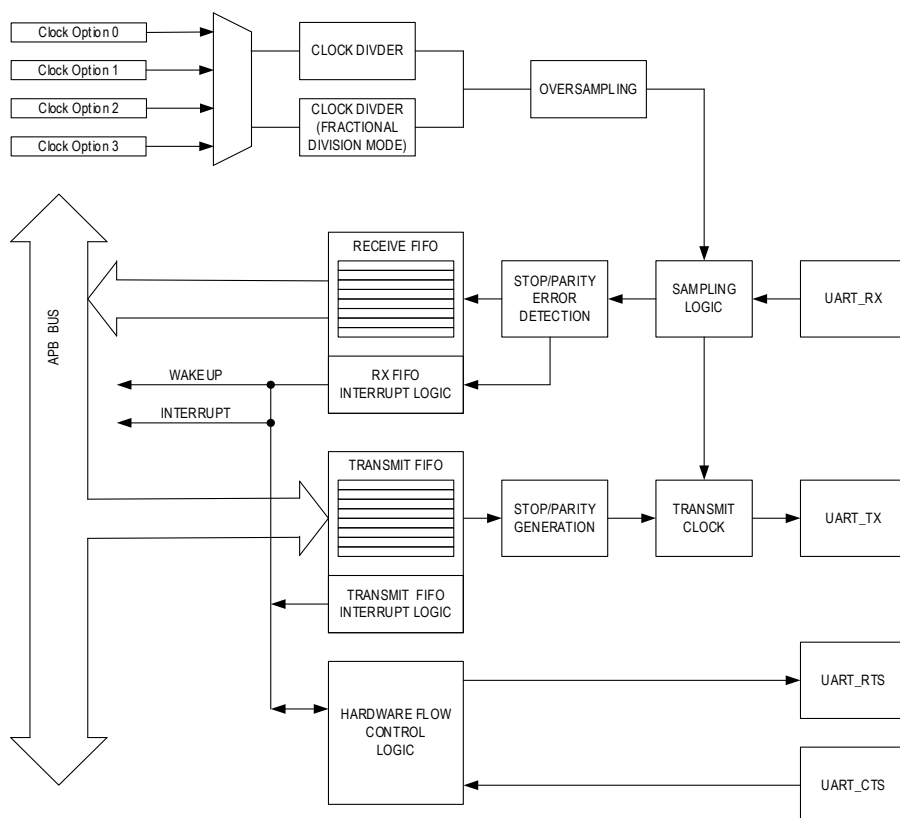 Clock Option 0
Clock Option 1
Clock Option 2
Clock Option 3
CLOCK DIVDER
CLOCK DIVDER
(FRACTIONAL
DIVISION MODE)
OVERSAMPLING
APB BUS
RECEIVE FIFO
STOP/PARITY
ERROR
DETECTION
SAMPLING
LOGIC
UART_RX
WAKEUP
RX FIFO
INTERRUPT LOGIC
INTERRUPT
TRANSMIT FIFO
STOP/PARITY
GENERATION
TRANSMIT
CLOCK
UART_TX
TRANSMIT FIFO
INTERRUPT LOGIC
HARDWARE FLOW
CONTROL
LOGIC
UART_RTS
UART_CTS